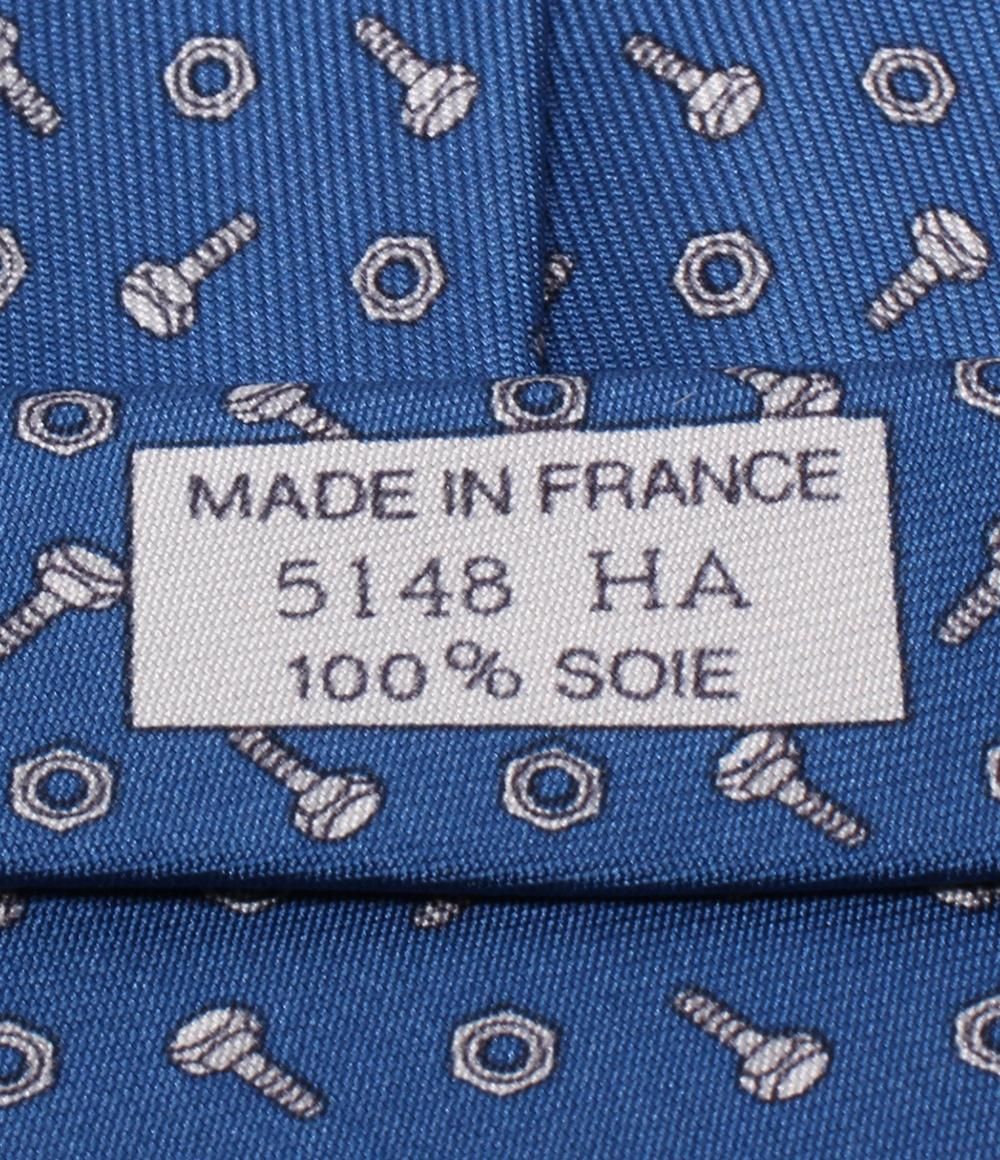 MADE IN FRANCE
5148 HA
100% SOIE